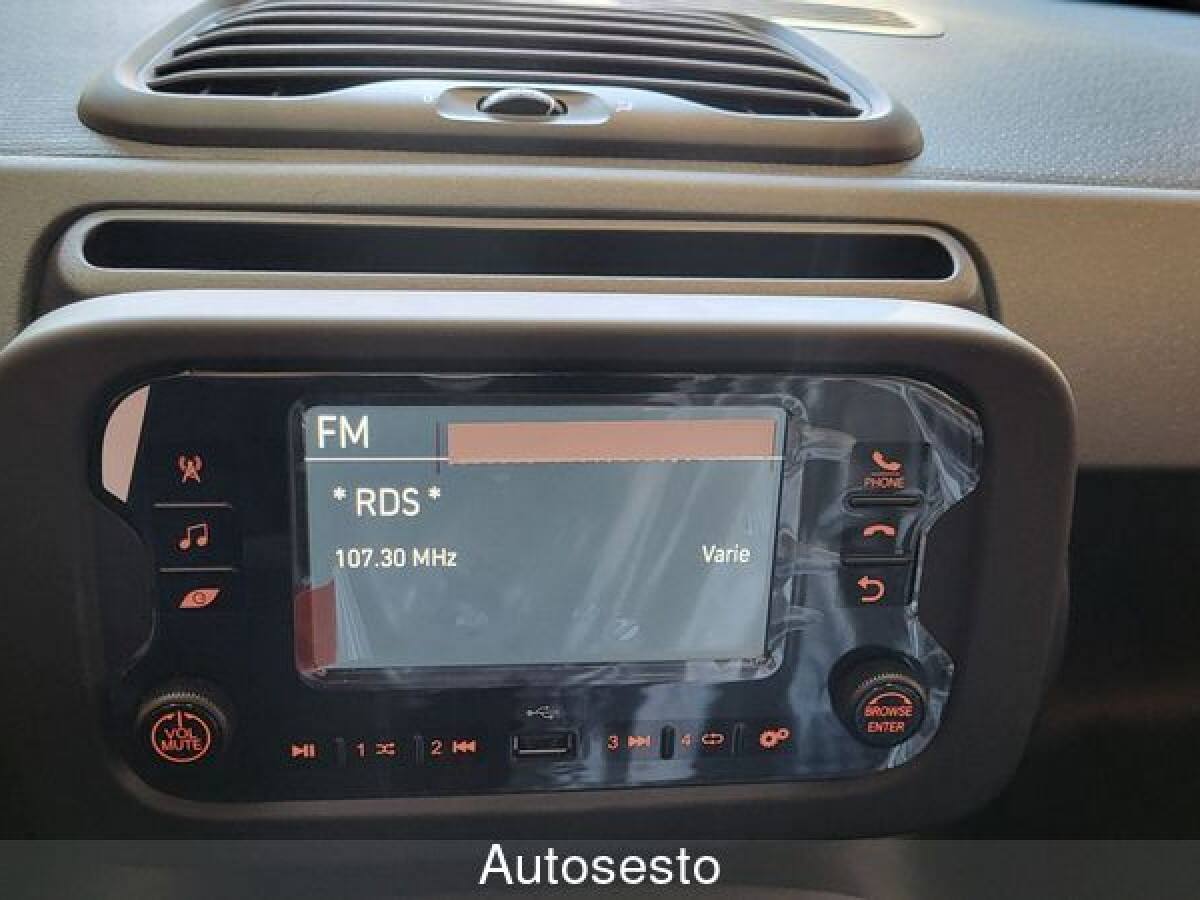 FM
* RDS *
107.30 MHz
Varie
PHONE
VOL
MUTE
1
2
3
4
BROWSE
ENTER
Autosesto